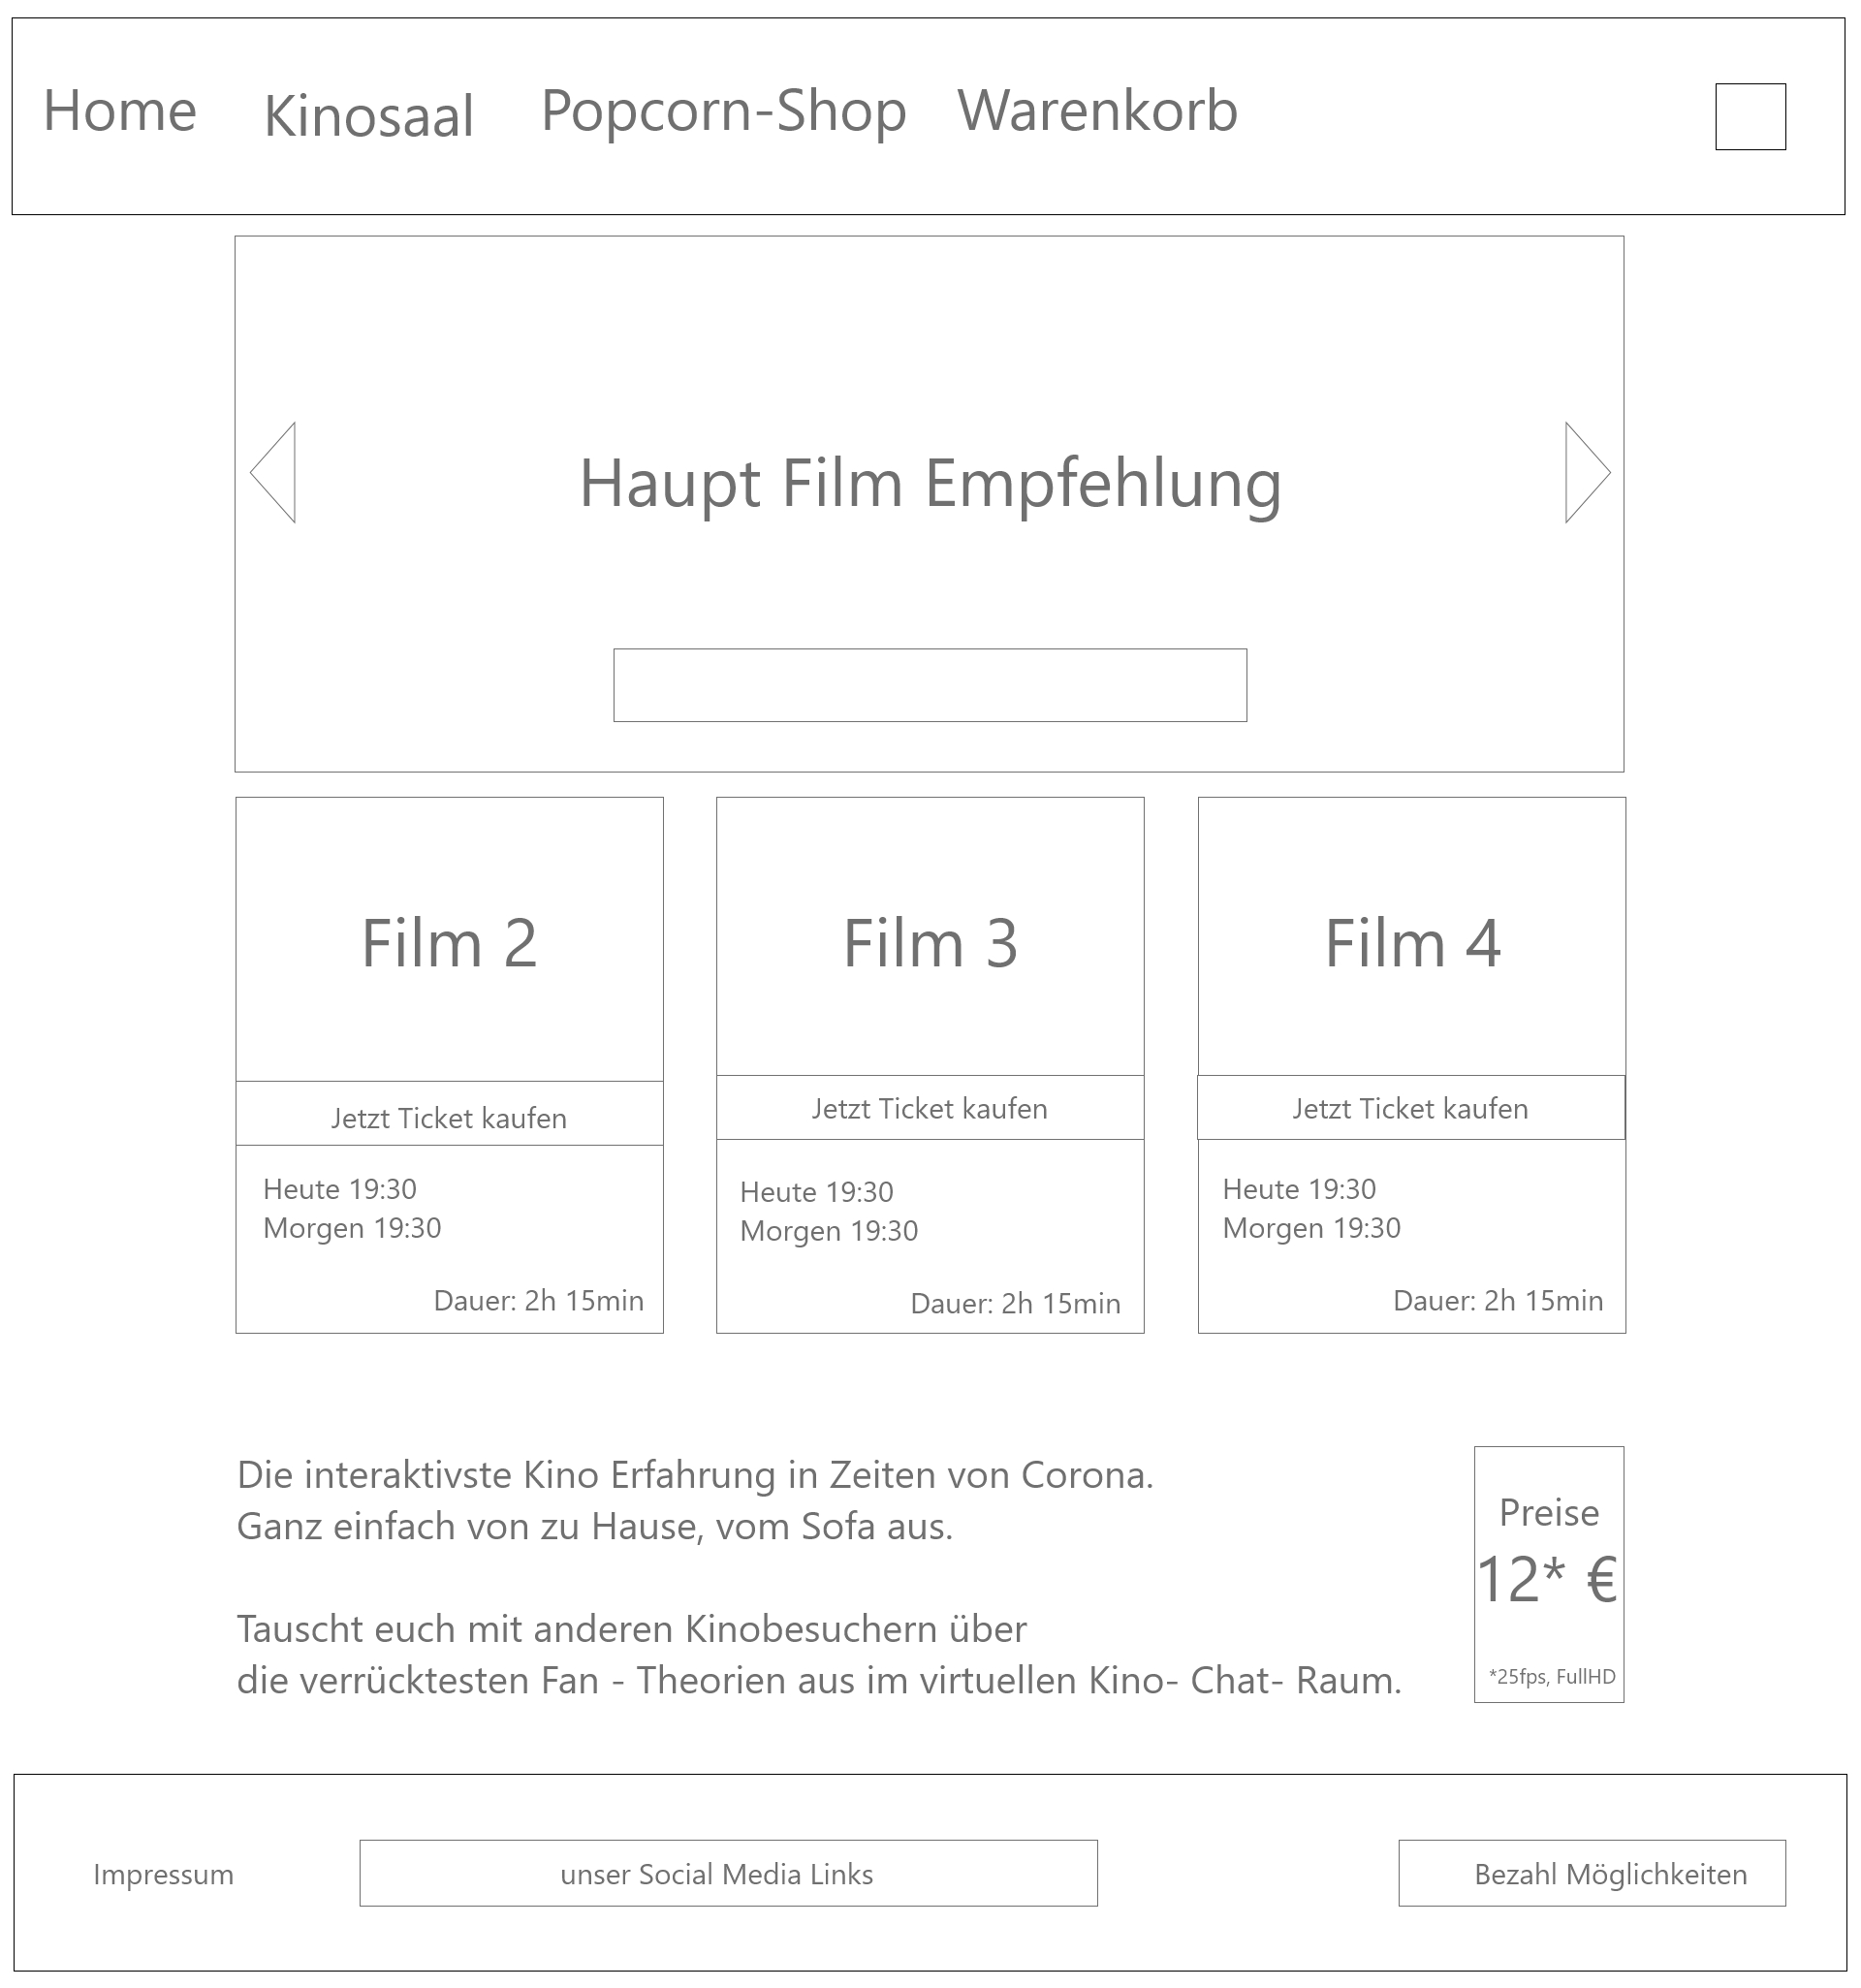 Home Kinosaal Popcorn-Shop Warenkorb
Haupt Film Empfehlung
Film 2
Jetzt Ticket kaufen
Heute 19:30
Morgen 19:30
Dauer: 2h 15min
Film 3
Jetzt Ticket kaufen
Heute 19:30
Morgen 19:30
Dauer: 2h 15min
Film 4
Jetzt Ticket kaufen
Heute 19:30
Morgen 19:30
Dauer: 2h 15min
Die interaktivste Kino Erfahrung in Zeiten von Corona.
Ganz einfach von zu Hause, vom Sofa aus.
Tauscht euch mit anderen Kinobesuchern über
die verrücktesten Fan - Theorien aus im virtuellen Kino- Chat- Raum.
Preise
12* €
*25fps, FullHD
Impressum
unser Social Media Links
Bezahl Möglichkeiten